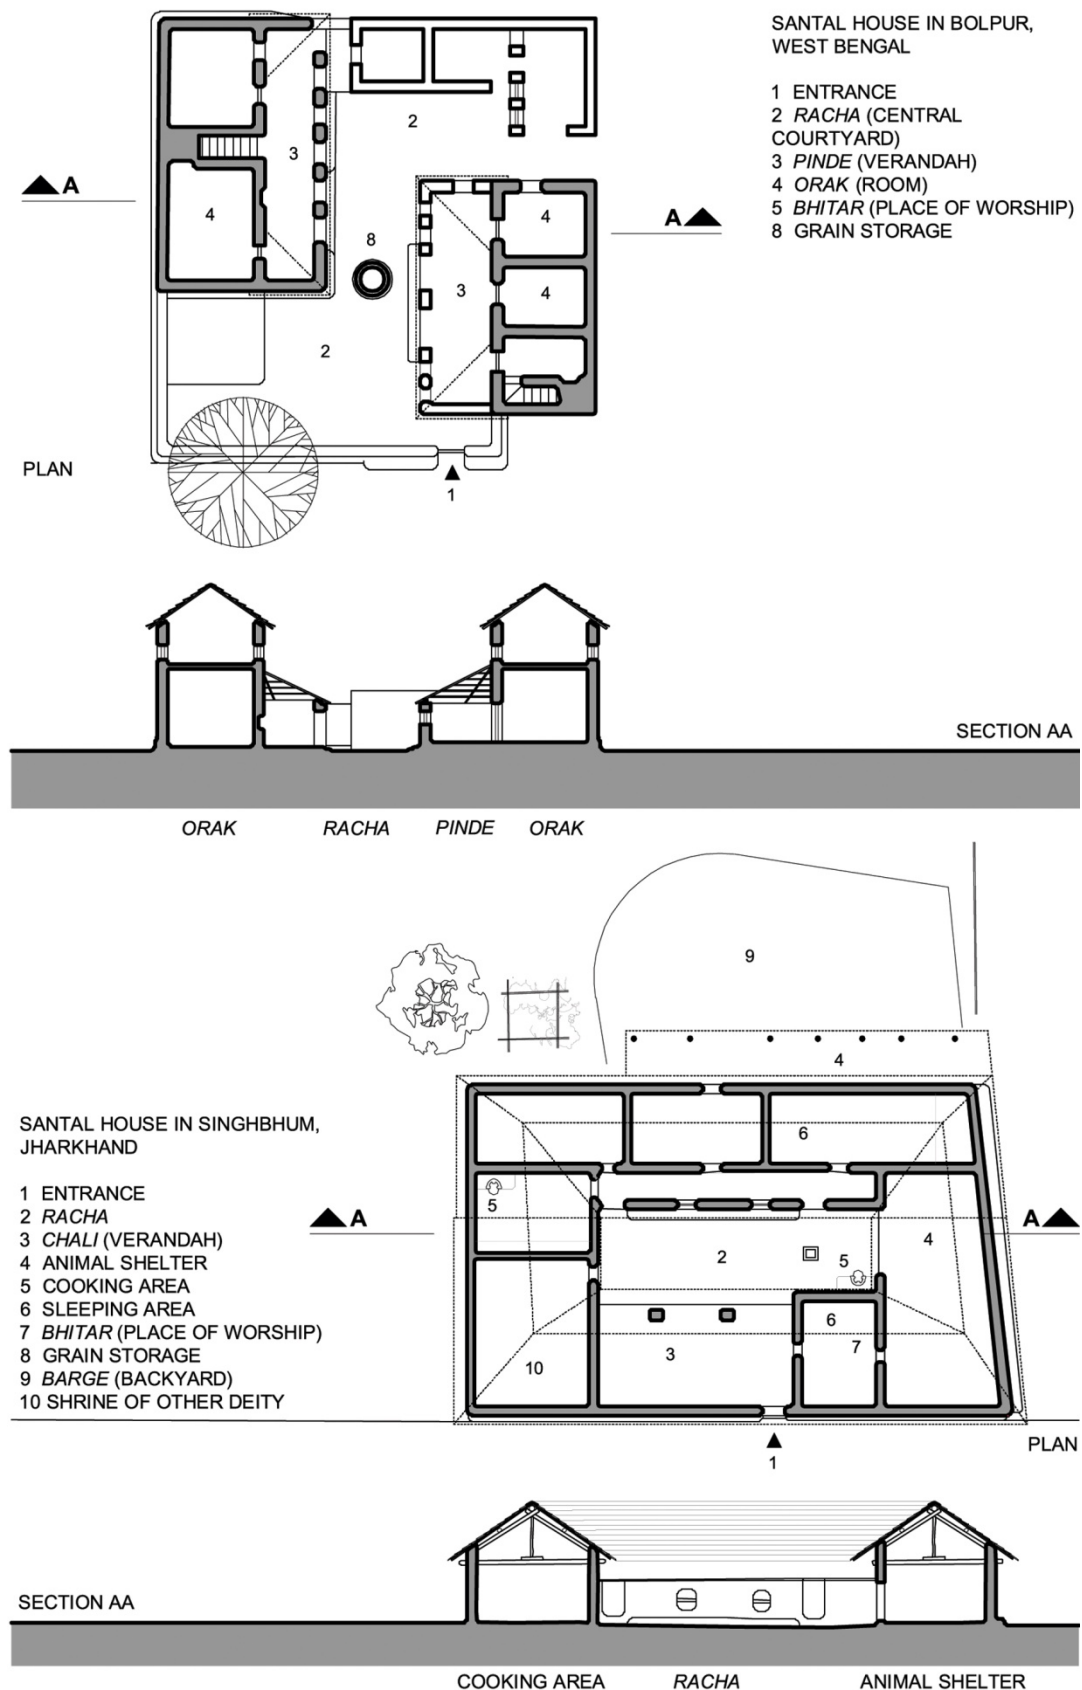 SANTAL HOUSE IN BOLPUR,
WEST BENGAL
1 ENTRANCE
2 RACHA (CENTRAL
COURTYARD)
3 PINDE (VERANDAH)
4 ORAK (ROOM)
5 BHITAR (PLACE OF WORSHIP)
8 GRAIN STORAGE
2
3
A
4
A
4
8
3
4
2
PLAN
1
SECTION AA
ORAK RACHA PINDE ORAK
9
4
SANTAL HOUSE IN SINGHBHUM,
JHARKHAND
1 ENTRANCE
2 RACHA
3 CHALI (VERANDAH)
4 ANIMAL SHELTER
5 COOKING AREA
6 SLEEPING AREA
7 BHITAR (PLACE OF WORSHIP)
8 GRAIN STORAGE
9 BARGE (BACKYARD)
10 SHRINE OF OTHER DEITY
6
5
A
A
4
2
5
6
7
3
10
PLAN
1
SECTION AA
COOKING AREA RACHA ANIMAL SHELTER